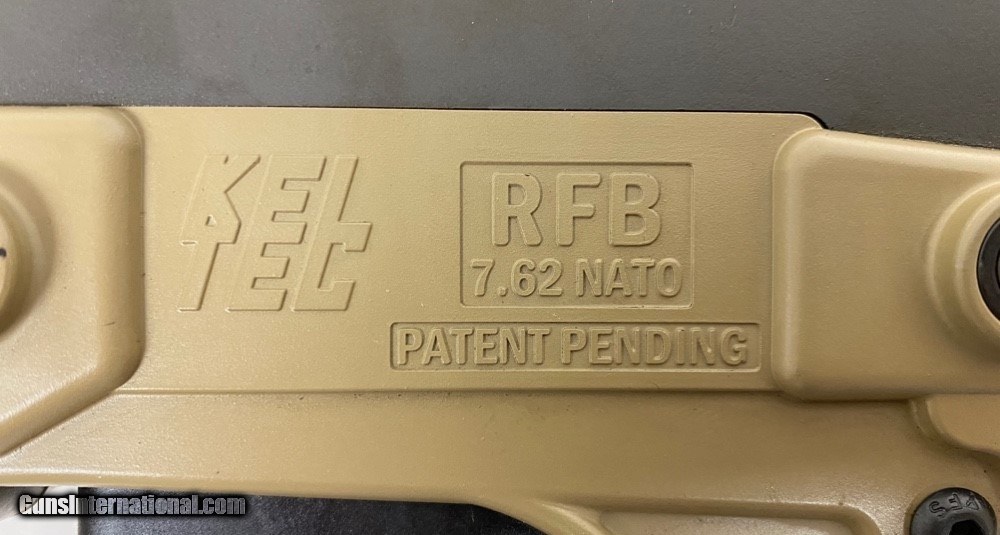 KEL
TEC
RFB
7.62 NATO
PATENT PENDING
GunsInternational.com